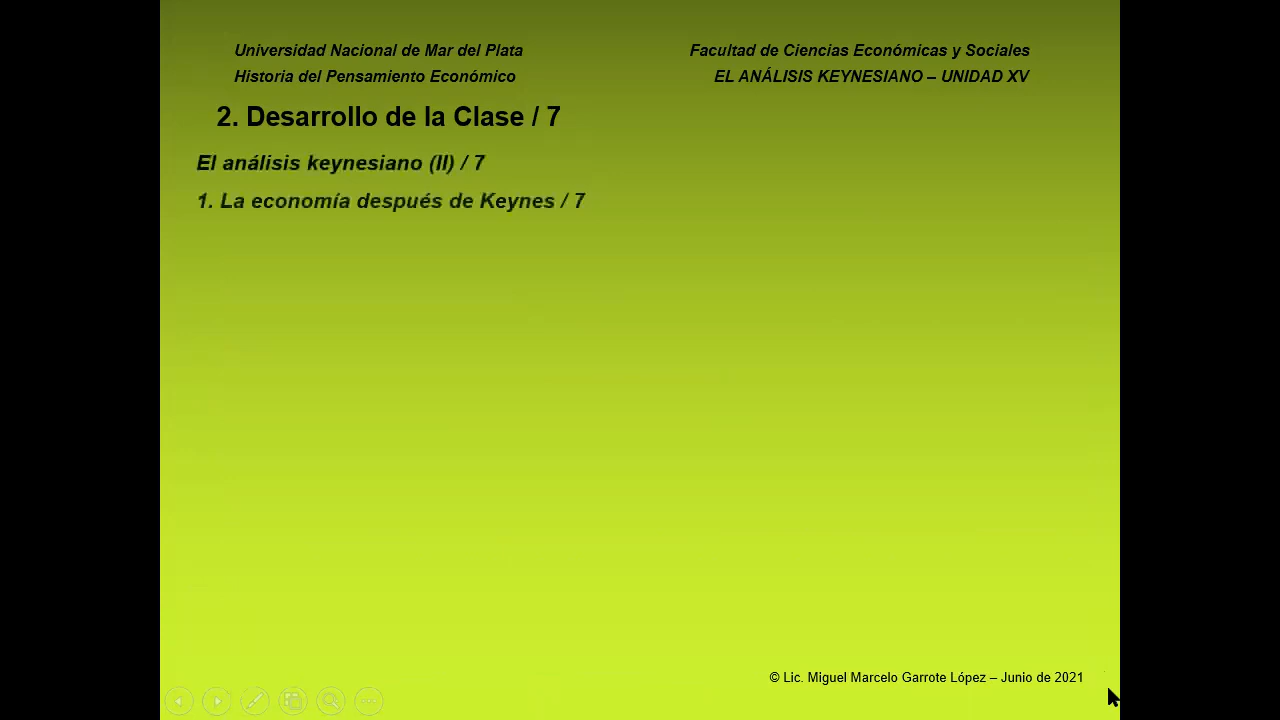 Universidad Nacional de Mar del Plata
Facultad de Ciencias Económicas y Sociales
Historia del Pensamiento Económico
EL ANÁLISIS KEYNESIANO – UNIDAD XV
2. Desarrollo de la Clase / 7
El análisis keynesiano (II) / 7
1. La economía después de Keynes / 7
© Lic. Miguel Marcelo Garrote López – Junio de 2021